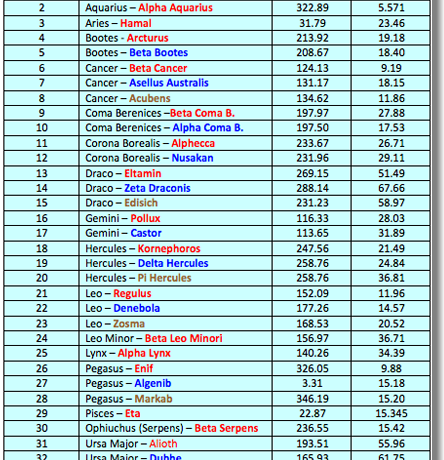 2 Aquarius – Alpha Aquarius 322.89 5.571
3 Aries – Hamal 31.79 23.46
4 Bootes - Arcturus 213.92 19.18
5 Bootes – Beta Bootes 208.67 18.40
6 Cancer – Beta Cancer 124.13 9.19
7 Cancer – Asellus Australis 131.17 18.15
8 Cancer – Acubens 134.62 11.86
9 Coma Berenices –Beta Coma B. 197.97 27.88
10 Coma Berenices – Alpha Coma B. 197.50 17.53
11 Corona Borealis – Alphecca 233.67 26.71
12 Corona Borealis – Nusakan 231.96 29.11
13 Draco – Eltamin 269.15 51.49
14 Draco – Zeta Draconis 288.14 67.66
15 Draco – Edisich 231.23 58.97
16 Gemini – Pollux 116.33 28.03
17 Gemini – Castor 113.65 31.89
18 Hercules – Kornephoros 247.56 21.49
19 Hercules – Delta Hercules 258.76 24.84
20 Hercules – Pi Hercules 258.76 36.81
21 Leo – Regulus 152.09 11.96
22 Leo – Denebola 177.26 14.57
23 Leo – Zosma 168.53 20.52
24 Leo Minor – Beta Leo Minori 156.97 36.71
25 Lynx – Alpha Lynx 140.26 34.39
26 Pegasus – Enif 326.05 9.88
27 Pegasus – Algenib 3.31 15.18
28 Pegasus – Markab 346.19 15.20
29 Pisces – Eta 22.87 15.345
30 Ophiuchus (Serpens) – Beta Serpens 236.55 15.42
31 Ursa Major – Alioth 193.51 55.96
32 Ursa Major – Dubhe 165.93 61.75